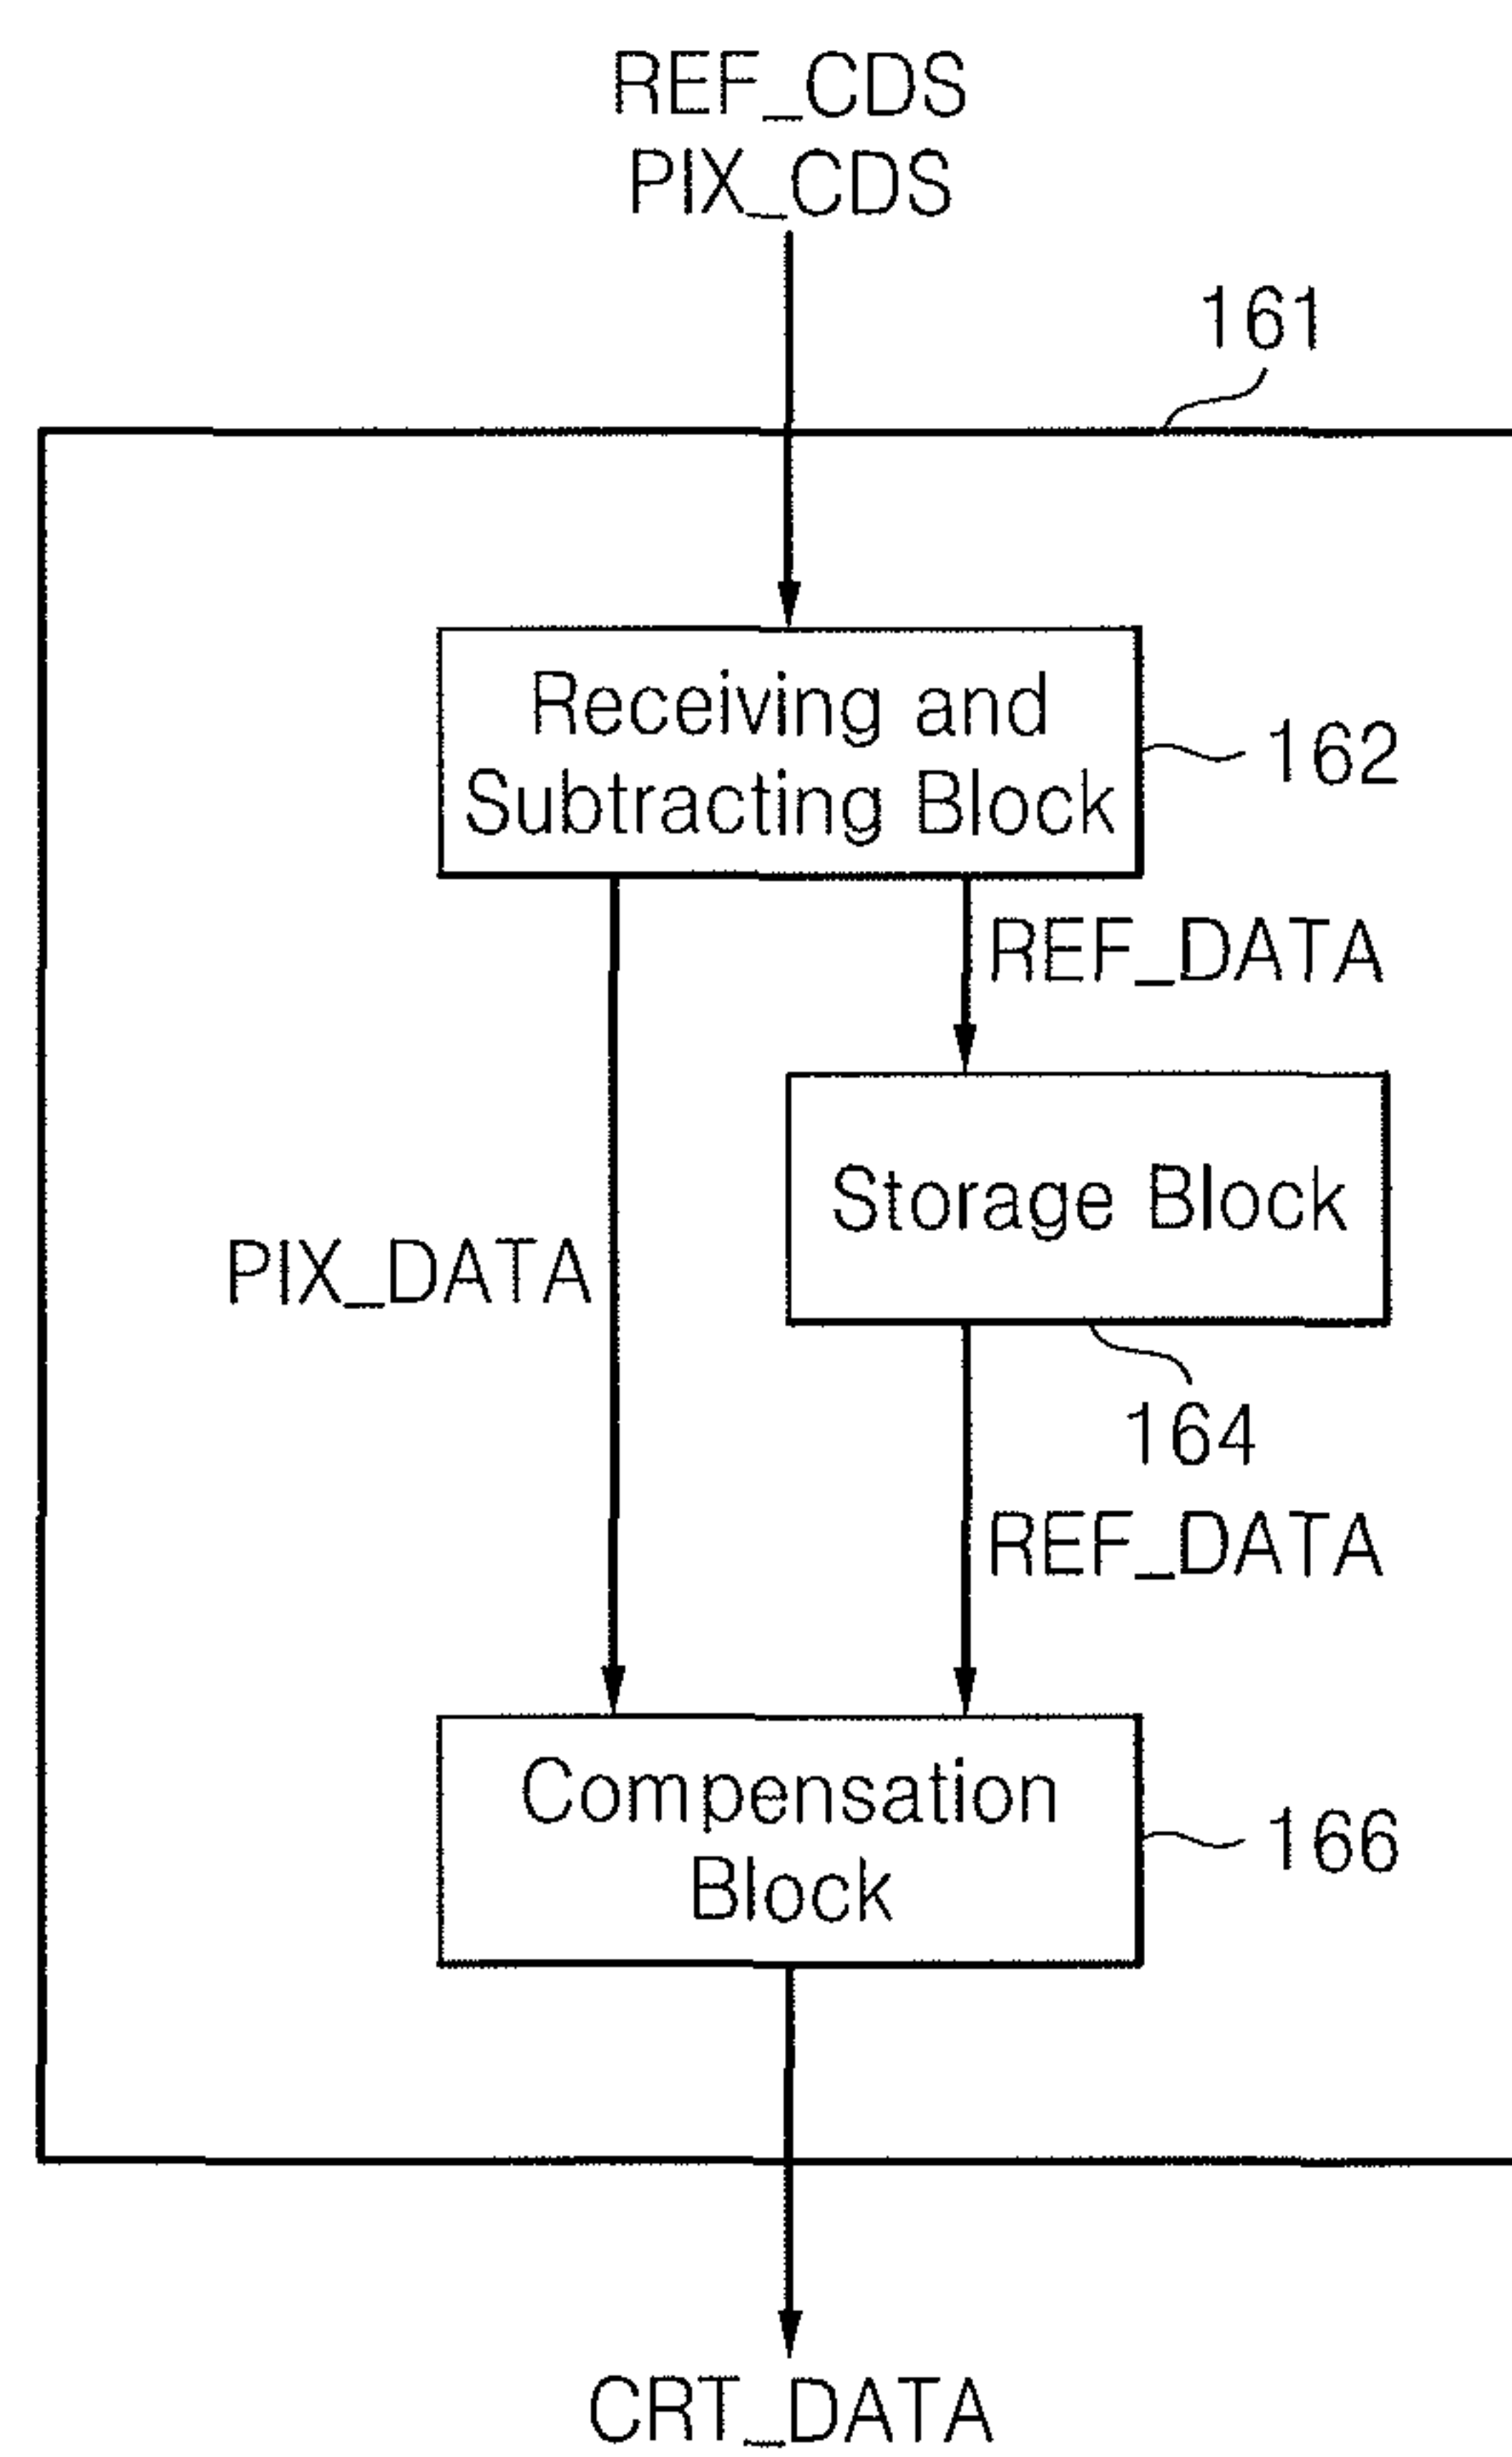 REF_CDS
PIX_CDS
161
Receiving and
Subtracting Block
162
REF_DATA
Storage Block
PIX_DATA
164
REF_DATA
Compensation
Block
166
CRT_DATA